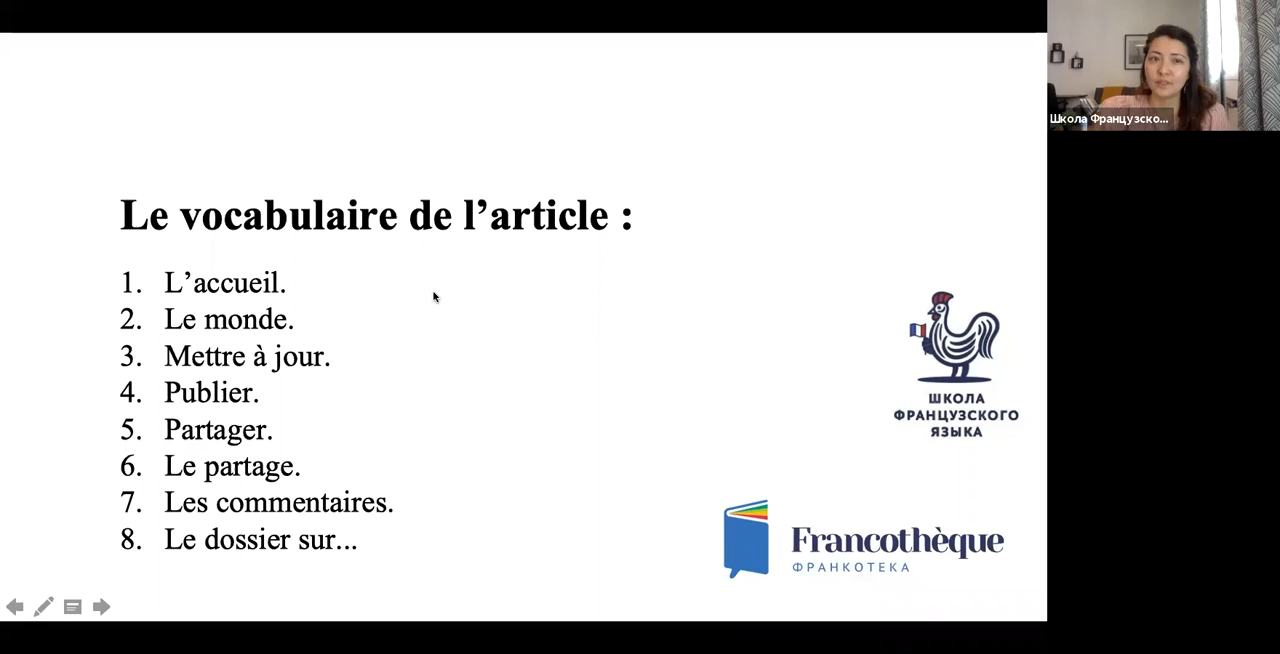 Le vocabulaire de l’article :
1. L’accueil.
2. Le monde.
3. Mettre à jour.
4. Publier.
5. Partager.
6. Le partage.
7. Les commentaires.
8. Le dossier sur...
ШКОЛА
ФРАНЦУЗСКОГО
ЯЗЫКА
Francothèque
ФРАНКОТЕКА
Школа Французско...